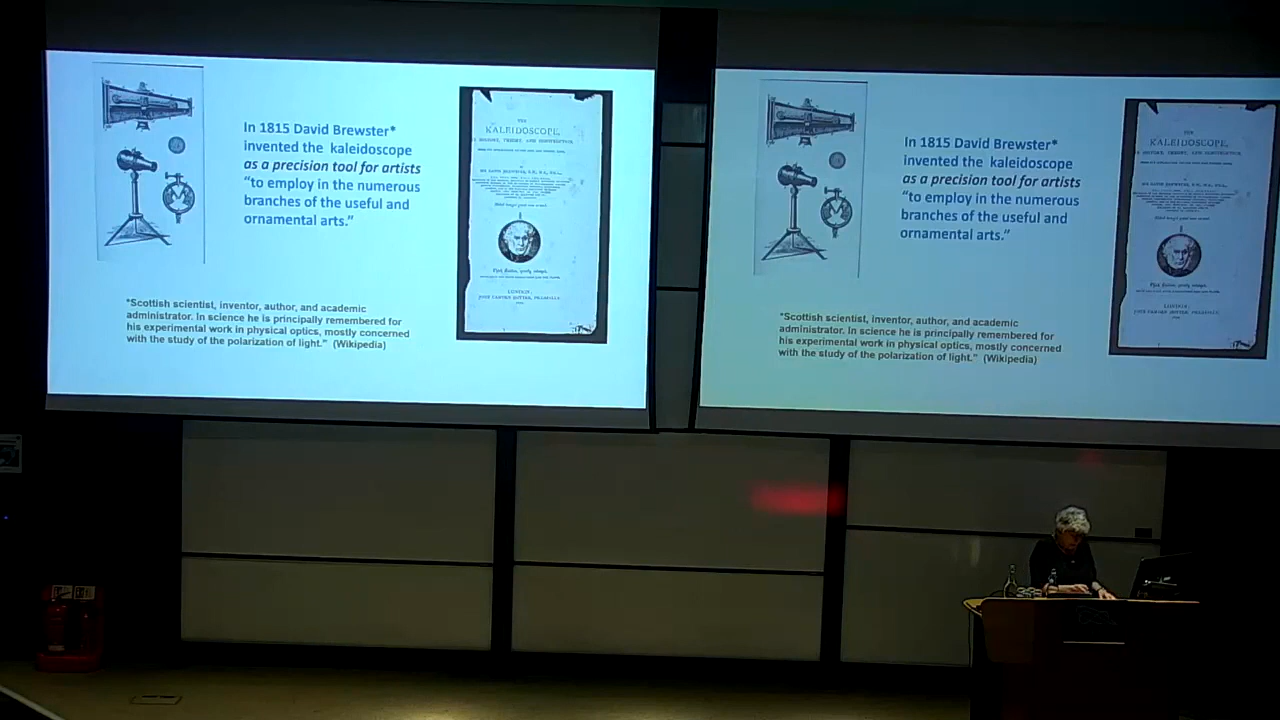 In 1815 David Brewster*
invented the kaleidoscope
as a precision tool for artists
“to employ in the numerous
branches of the useful and
ornamental arts.”
*Scottish scientist, inventor, author, and academic
administrator. In science he is principally remembered for
his experimental work in physical optics, mostly concerned
with the study of the polarization of light." (Wikipedia)
THE
KALEIDOSCOPE,
LONDON:
In 1815 David Brewster*
invented the kaleidoscope
as a precision tool for artists
“to employ in the numerous
branches of the useful and
ornamental arts.”
"Scottish scientist, inventor, author, and academic
administrator. In science he is principally remembered for
his experimental work in physical optics, mostly concerned
with the study of the polarization of light." (Wikipedia)
THE
KALEIDOSCOPE,
LONDON: